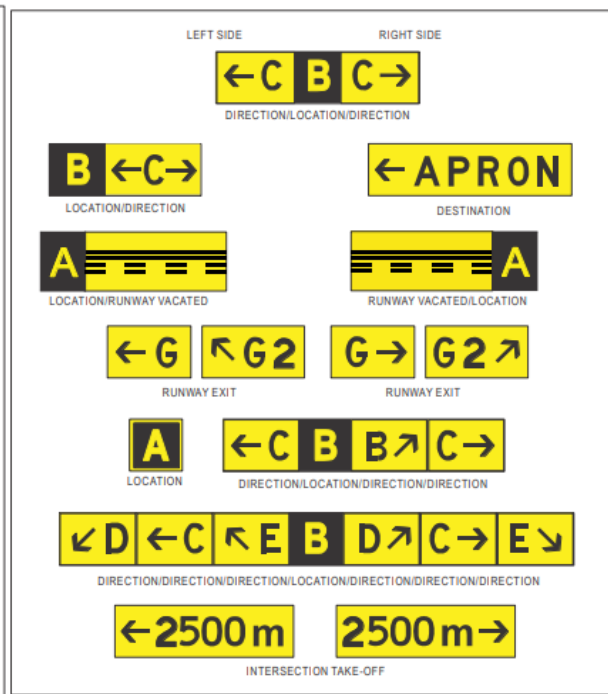 LEFT SIDE RIGHT SIDE
←C B C→
DIRECTION/LOCATION/DIRECTION
B ←C→
LOCATION/DIRECTION
←APRON
DESTINATION
A
LOCATION/RUNWAY VACATED
A
RUNWAY VACATED/LOCATION
←G ↖G2
RUNWAY EXIT
G→ G2↗
RUNWAY EXIT
A
LOCATION
←C B B↗ C→
DIRECTION/LOCATION/DIRECTION/DIRECTION
↙D ←C ↖E B D↗ C→ E↘
DIRECTION/DIRECTION/DIRECTION/LOCATION/DIRECTION/DIRECTION/DIRECTION
←2500 m 2500 m→
INTERSECTION TAKE-OFF